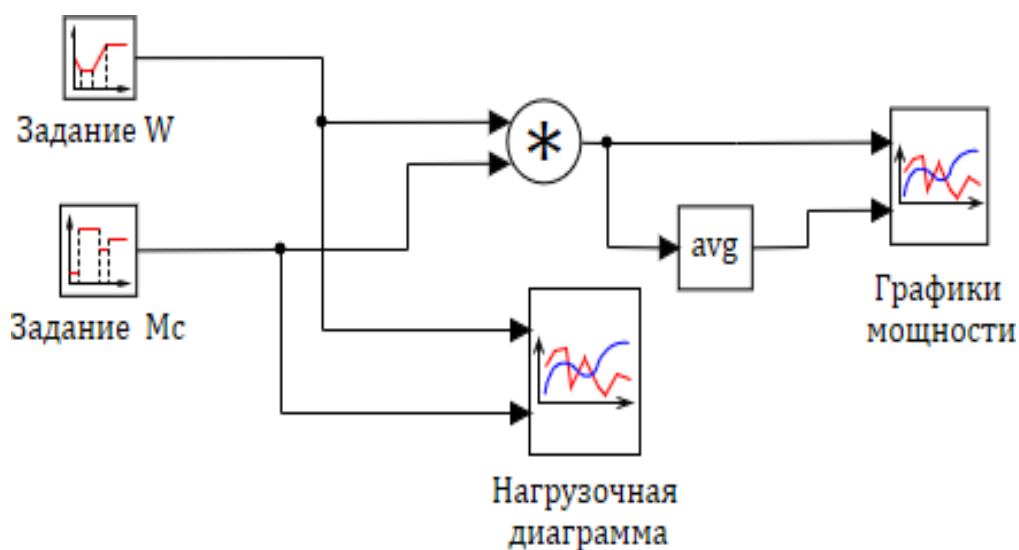 Задание W
*
avg
Задание Mc
Графики
мощности
Нагрузочная
диаграмма